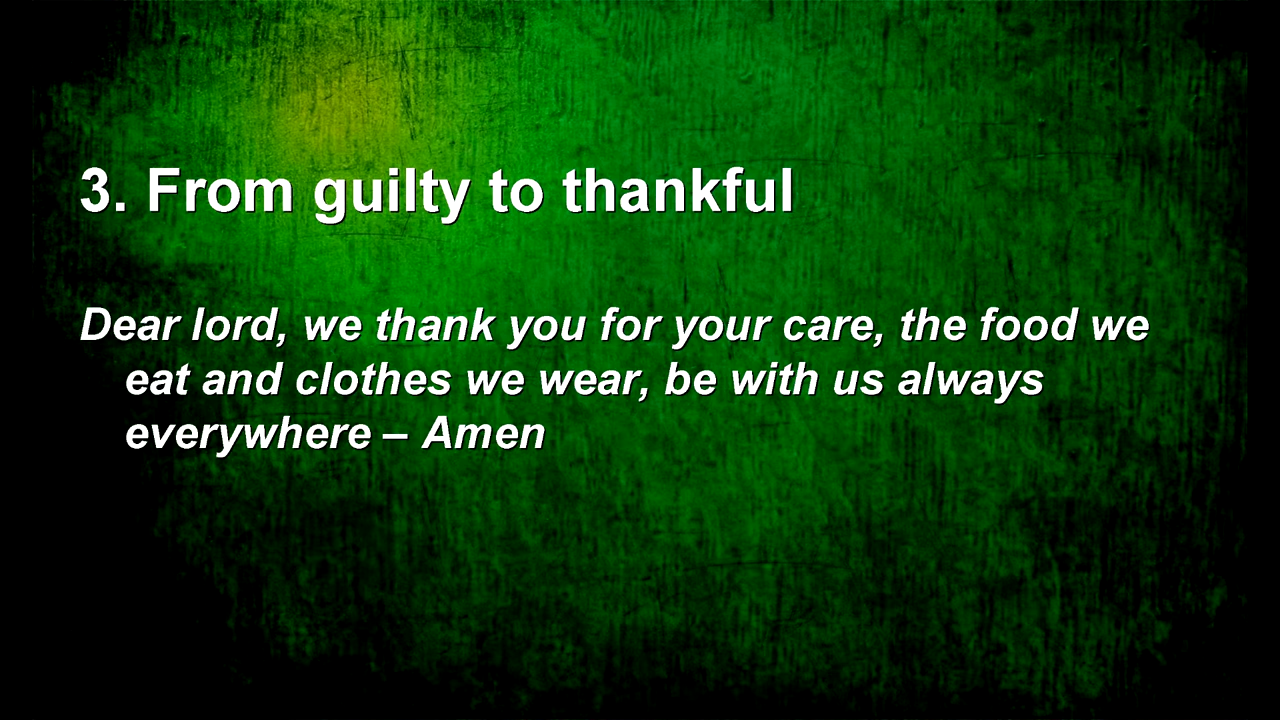 3. From guilty to thankful
Dear lord, we thank you for your care, the food we
eat and clothes we wear, be with us always
everywhere – Amen